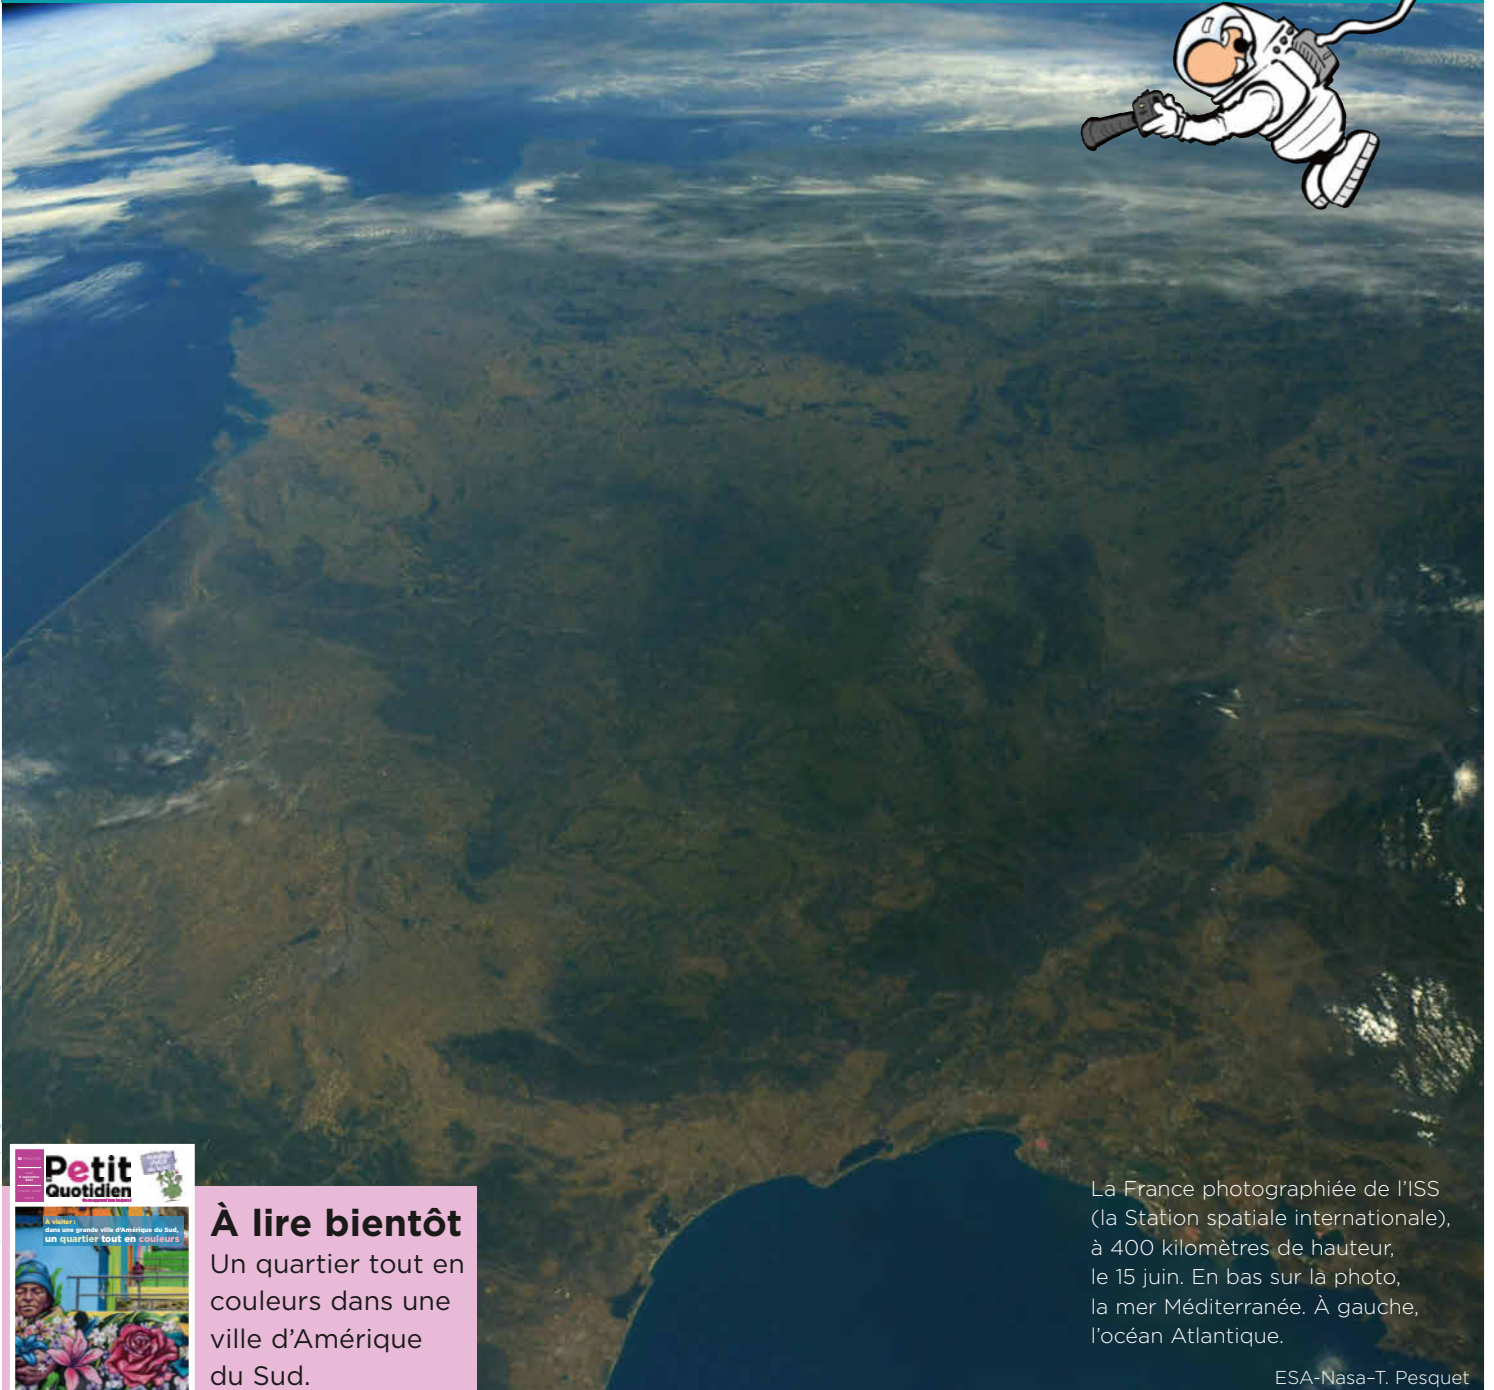 Petit
Quotidien
À visiter :
dans une grande ville d'Amérique du Sud,
un quartier tout en couleurs
À lire bientôt
Un quartier tout en
couleurs dans une
ville d'Amérique
du Sud.
La France photographiée de l'ISS
(la Station spatiale internationale),
à 400 kilomètres de hauteur,
le 15 juin. En bas sur la photo,
la mer Méditerranée. À gauche,
l'océan Atlantique.
ESA-Nasa–T. Pesquet